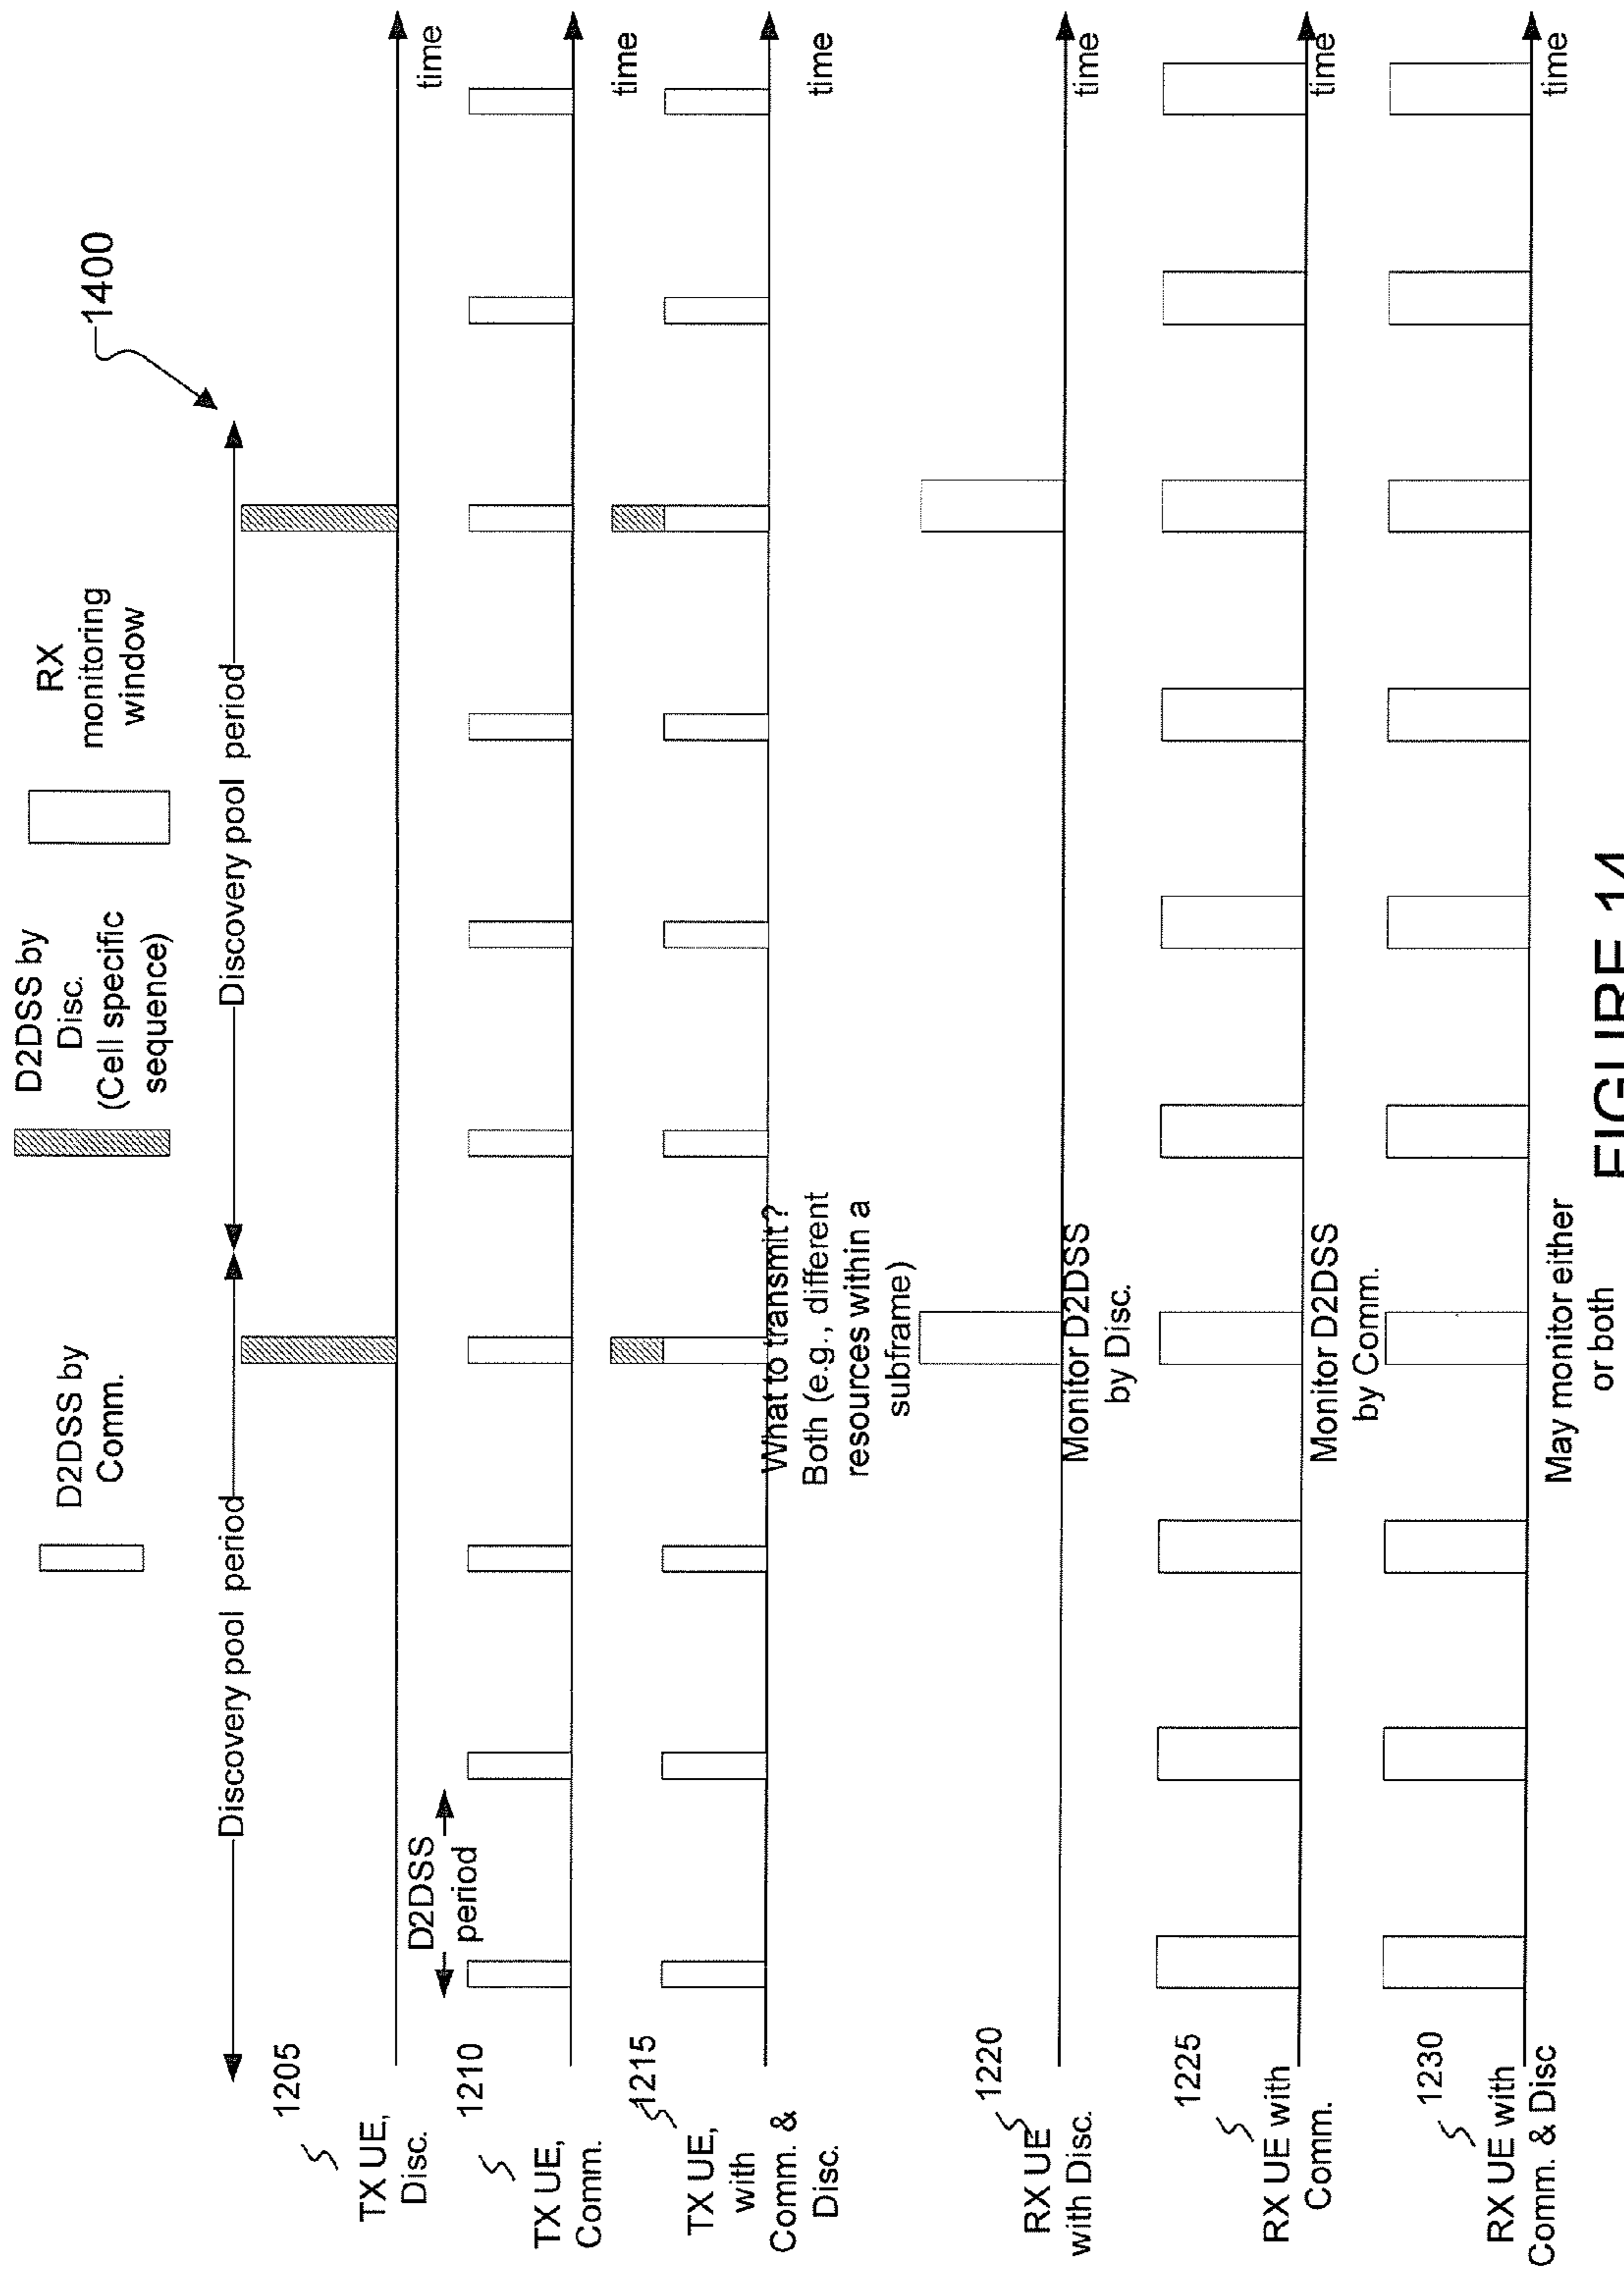 D2DSS by
Comm.
D2DSS by
Disc.
(Cell specific
sequence)
RX
monitoring
window
1400
Discovery pool period
Discovery pool period
1205
TX UE,
Disc.
time
D2DSS
period
1210
TX UE,
Comm.
time
1215
TX UE,
with
Comm. &
Disc.
time
What to transmit?
Both (e.g., different
resources within a
subframe)
1220
RX UE
with Disc.
time
Monitor D2DSS
by Disc.
1225
RX UE with
Comm.
time
Monitor D2DSS
by Comm.
1230
RX UE with
Comm. & Disc
time
May monitor either
or both
FIGURE 14